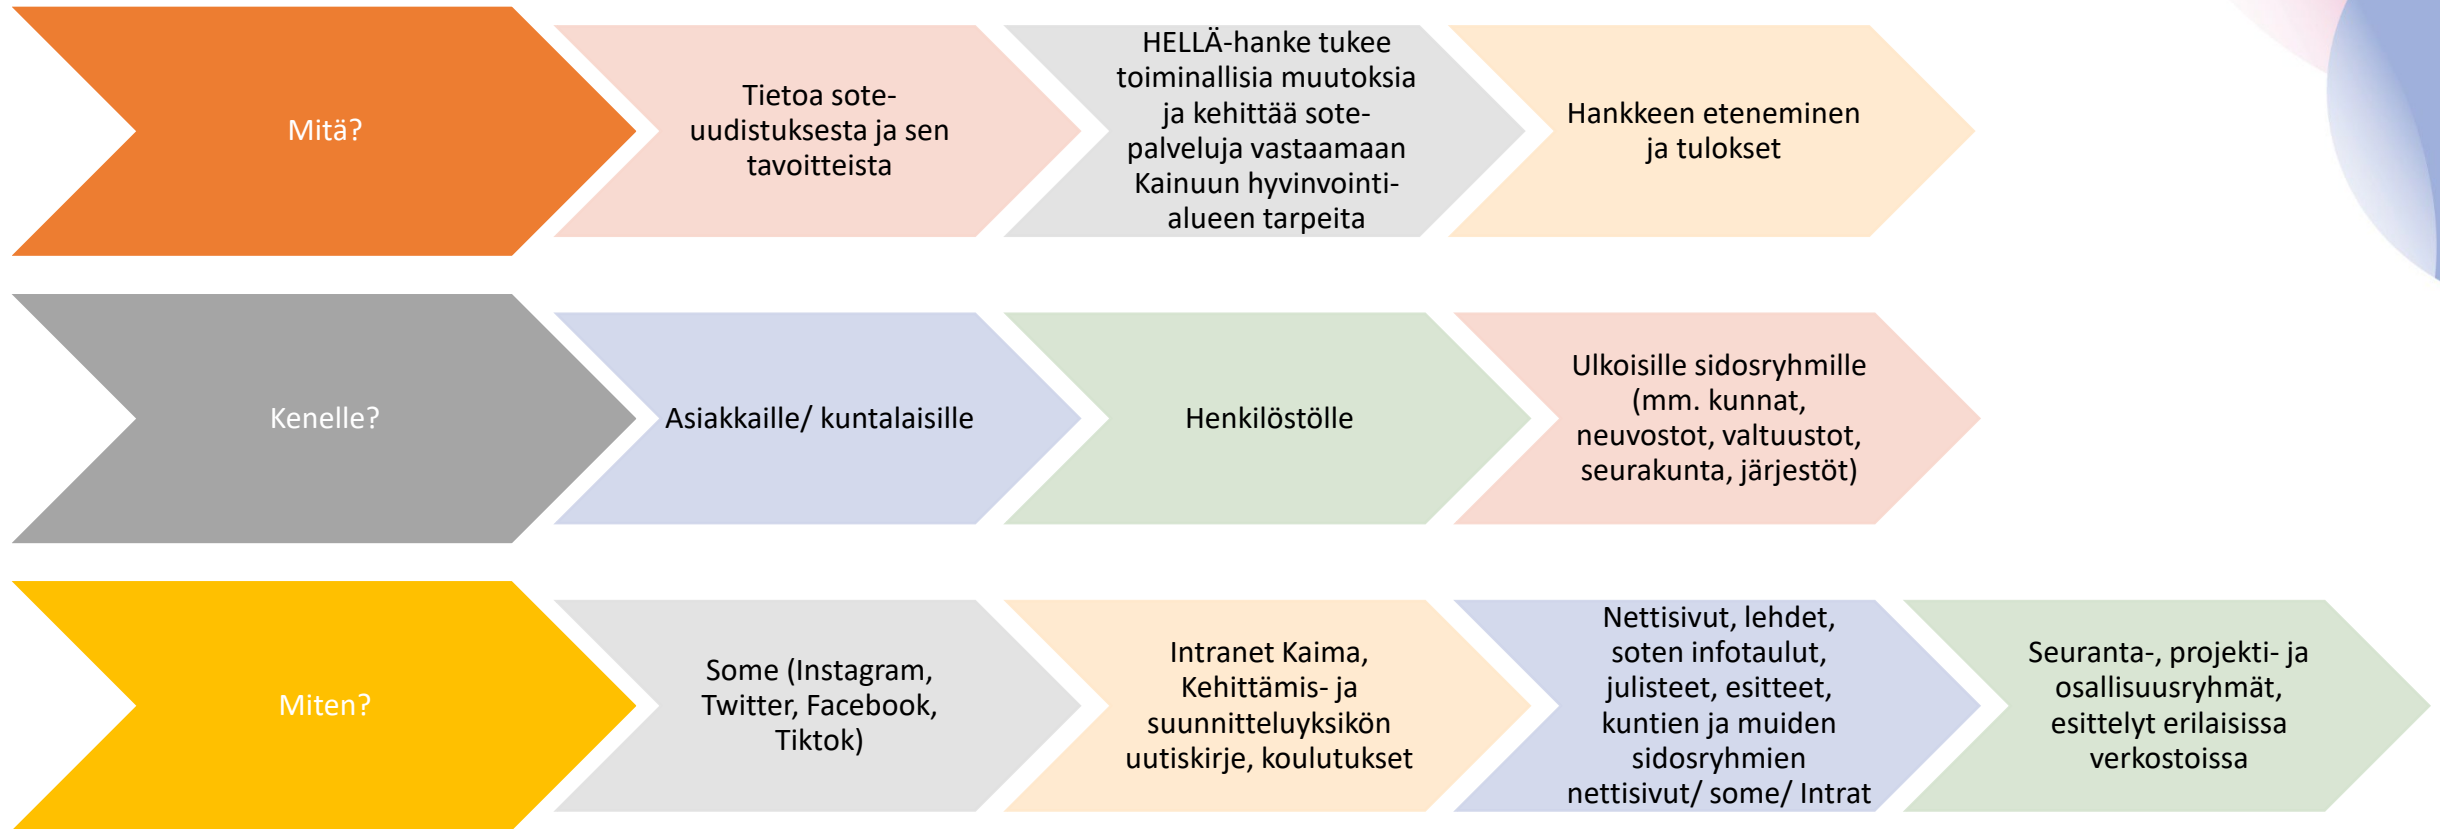 Mitä?
Tietoa sote-
uudistuksesta ja sen
tavoitteista
HELLÄ-hanke tukee
toiminallisia muutoksia
ja kehittää sote-
palveluja vastaamaan
Kainuun hyvinvointi-
alueen tarpeita
Hankkeen eteneminen
ja tulokset
Kenelle?
Asiakkaille/ kuntalaisille
Henkilöstölle
Ulkoisille sidosryhmille
(mm. kunnat,
neuvostot, valtuustot,
seurakunta, järjestöt)
Miten?
Some (Instagram,
Twitter, Facebook,
Tiktok)
Intranet Kaima,
Kehittämis- ja
suunnitteluyksikön
uutiskirje, koulutukset
Nettisivut, lehdet,
soten infotaulut,
julisteet, esitteet,
kuntien ja muiden
sidosryhmien
nettisivut/ some/ Intrat
Seuranta-, projekti- ja
osallisuusryhmät,
esittelyt erilaisissa
verkostoissa